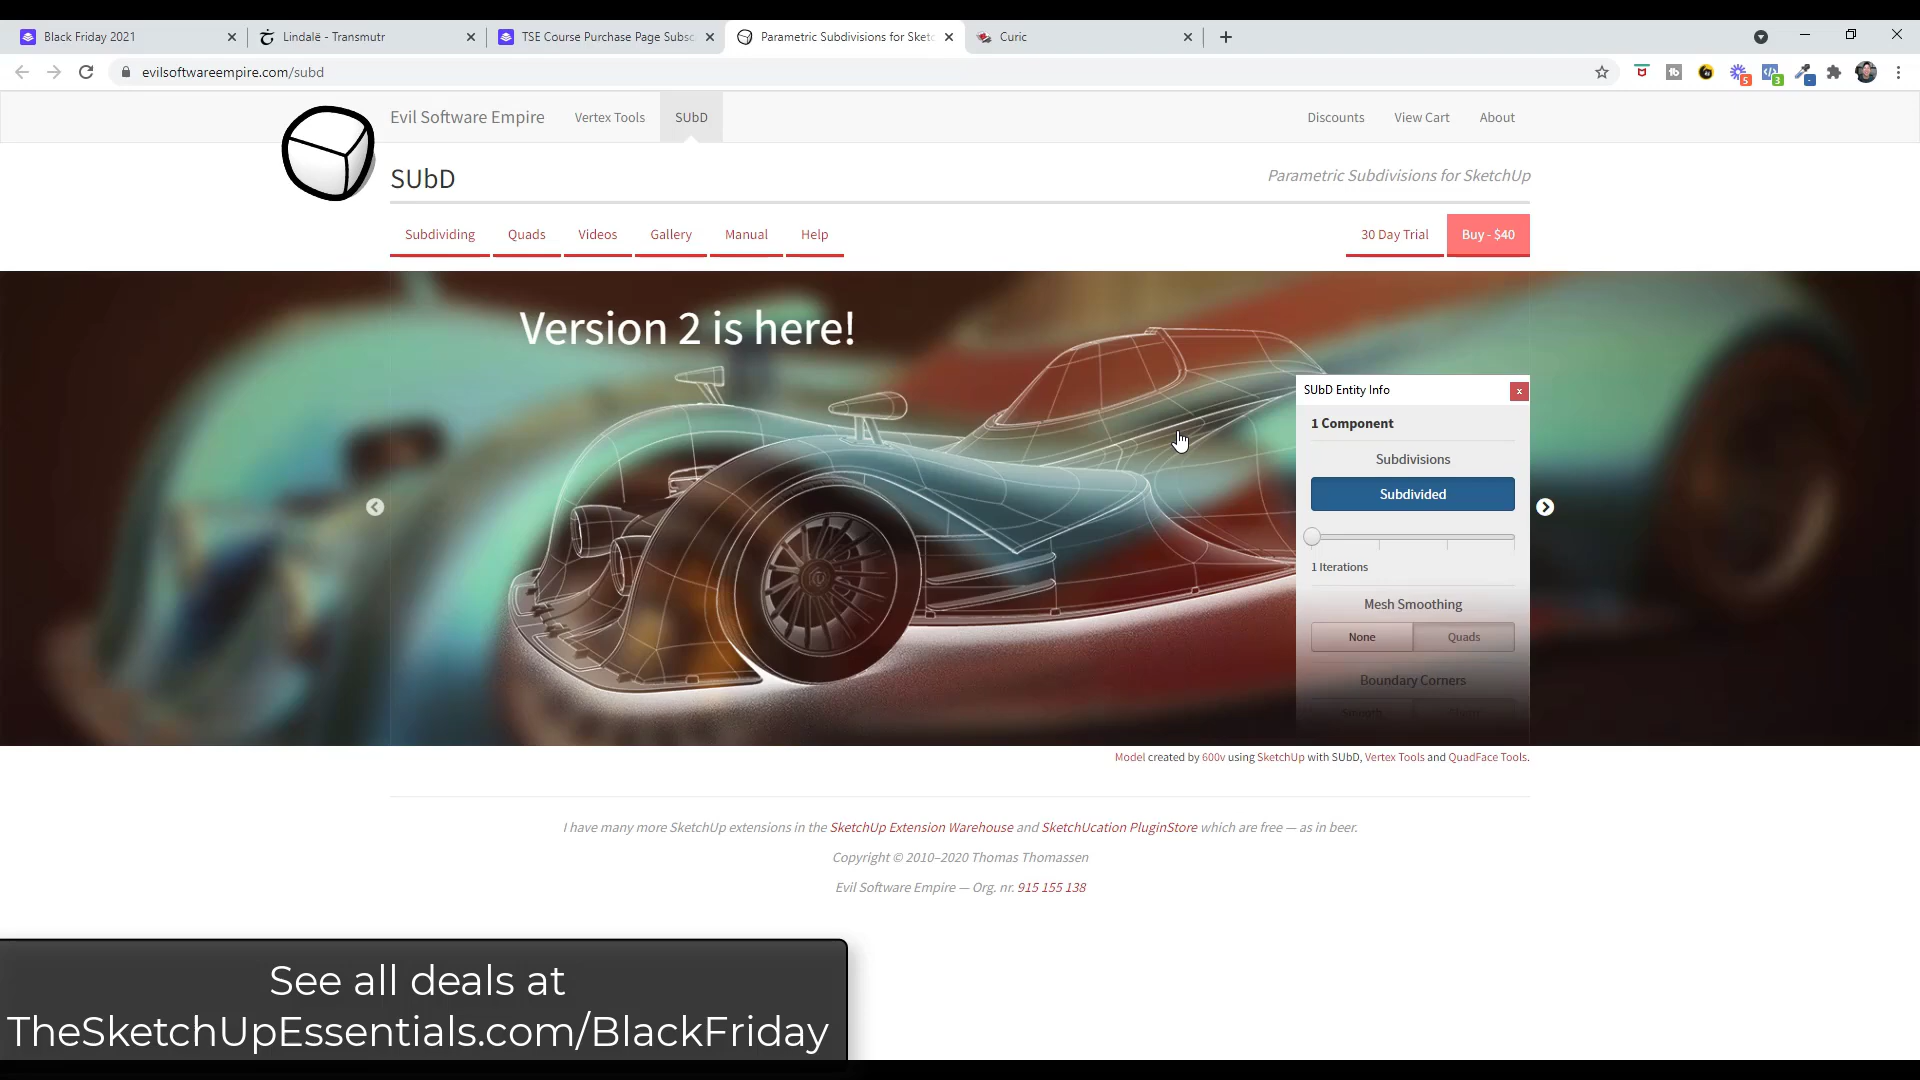 Black Friday 2021
Lindalë - Transmutr
TSE Course Purchase Page Subsc
Parametric Subdivisions for Sketc
Curic
evilsoftwareempire.com/subd
Evil Software Empire
Vertex Tools
SUbD
Discounts
View Cart
About
SUbD
Parametric Subdivisions for SketchUp
Subdividing
Quads
Videos
Gallery
Manual
Help
30 Day Trial
Buy - $40
Version 2 is here!
SUbD Entity Info
1 Component
Subdivisions
Subdivided
1 Iterations
Mesh Smoothing
None
Quads
Boundary Corners
Smooth
Model created by 600v using SketchUp with SUbD, Vertex Tools and QuadFace Tools.
I have many more SketchUp extensions in the SketchUp Extension Warehouse and SketchUcation PluginStore which are free — as in beer.
Copyright © 2010–2020 Thomas Thomassen
Evil Software Empire — Org. nr. 915 155 138
See all deals at
TheSketchUpEssentials.com/BlackFriday